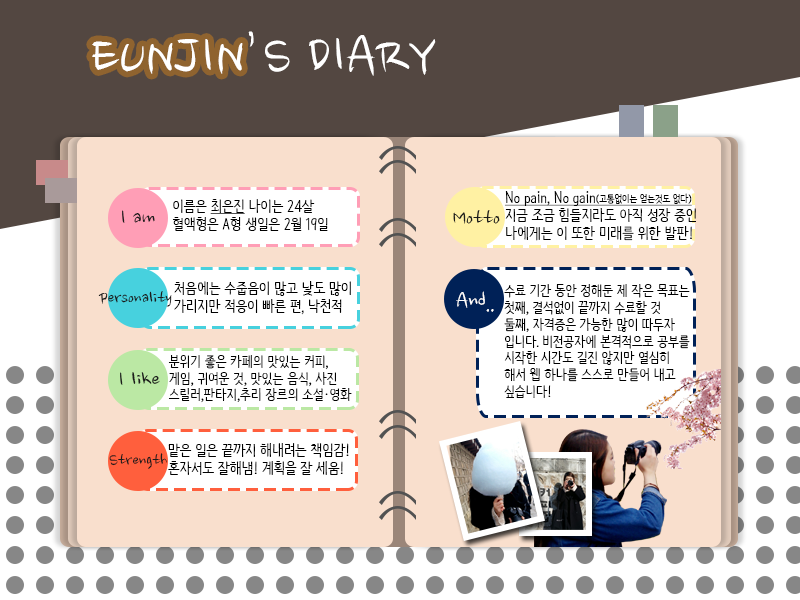 EUNJIN'S DIARY
I am
이름은 최은진 나이는 24살
혈액형은 A형 생일은 2월 19일
Personality
처음에는 수줍음이 많고 낯도 많이
가리지만 적응이 빠른 편, 낙천적
I like
분위기 좋은 카페의 맛있는 커피,
게임, 귀여운 것, 맛있는 음식, 사진
스릴러,판타지,추리 장르의 소설·영화
Strength
맡은 일은 끝까지 해내려는 책임감!
혼자서도 잘해냄! 계획을 잘 세움!
Motto
No pain, No gain(고통없이는 얻는것도 없다)
지금 조금 힘들지라도 아직 성장 중인
나에게는 이 또한 미래를 위한 발판!
And..
수료 기간 동안 정해둔 제 작은 목표는
첫째, 결석없이 끝까지 수료할 것
둘째, 자격증은 가능한 많이 따두자
입니다. 비전공자에 본격적으로 공부를
시작한 시간도 길진 않지만 열심히
해서 웹 하나를 스스로 만들어 내고
싶습니다!